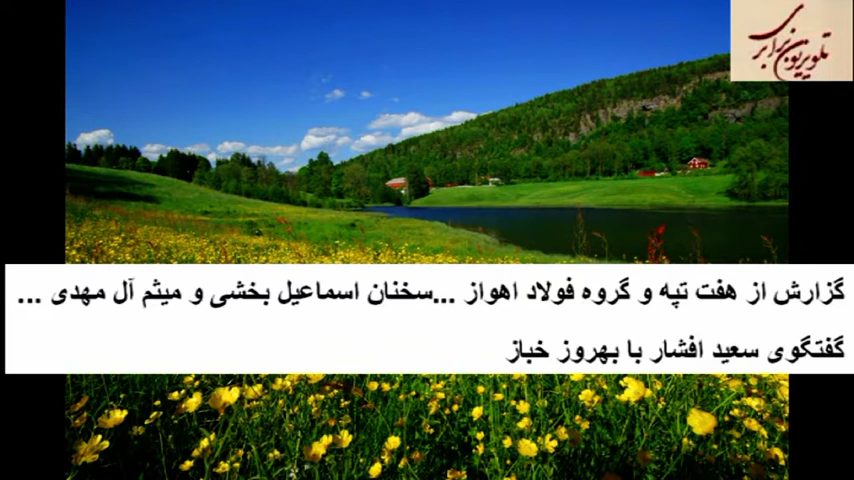 تلویزیون برابری
گزارش از هفت تپه و گروه فولاد اهواز ...سخنان اسماعیل بخشی و میثم آل مهدی ...
گفتگوی سعید افشار با بهروز خباز